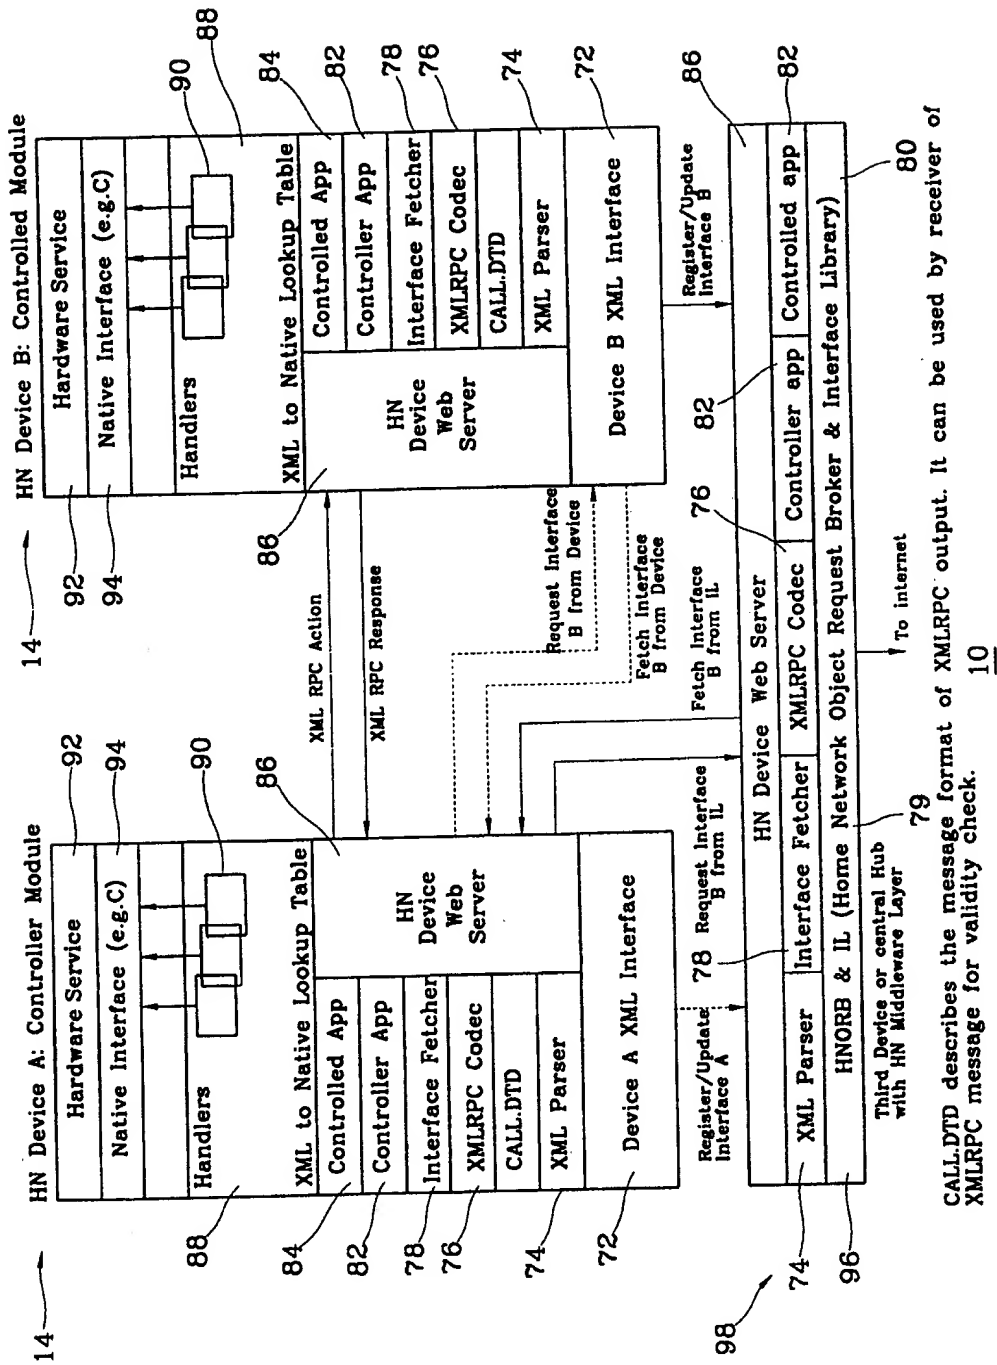 HN Device A: Controller Module
14
Hardware Service
92
Native Interface (e.g.C)
94
Handlers
90
88
XML to Native Lookup Table
Controlled App
84
Controller App
82
Interface Fetcher
78
XMLRPC Codec
76
CALL.DTD
XML Parser
74
HN
Device
Web
Server
86
Device A XML Interface
72
XML RPC Action
XML RPC Response
Request Interface
B from Device
Fetch Interface
B from Device
HN Device B: Controlled Module
14
Hardware Service
92
Native Interface (e.g.C)
94
Handlers
90
88
XML to Native Lookup Table
HN
Device
Web
Server
86
Controlled App
84
Controller App
82
Interface Fetcher
78
XMLRPC Codec
76
CALL.DTD
XML Parser
74
Device B XML Interface
72
Register/Update
Interface A
Request Interface
B from IL
Fetch Interface
B from IL
Register/Update
Interface B
98
HN Device Web Server
86
XML Parser
74
Interface Fetcher
78
XMLRPC Codec
76
Controller app
82
Controlled app
82
HNORB & IL (Home Network Object Request Broker & Interface Library)
96
79
80
Third Device or central Hub
with HN Middleware Layer
To internet
CALL.DTD describes the message format of XMLRPC output. It can be used by receiver of
XMLRPC message for validity check.
10